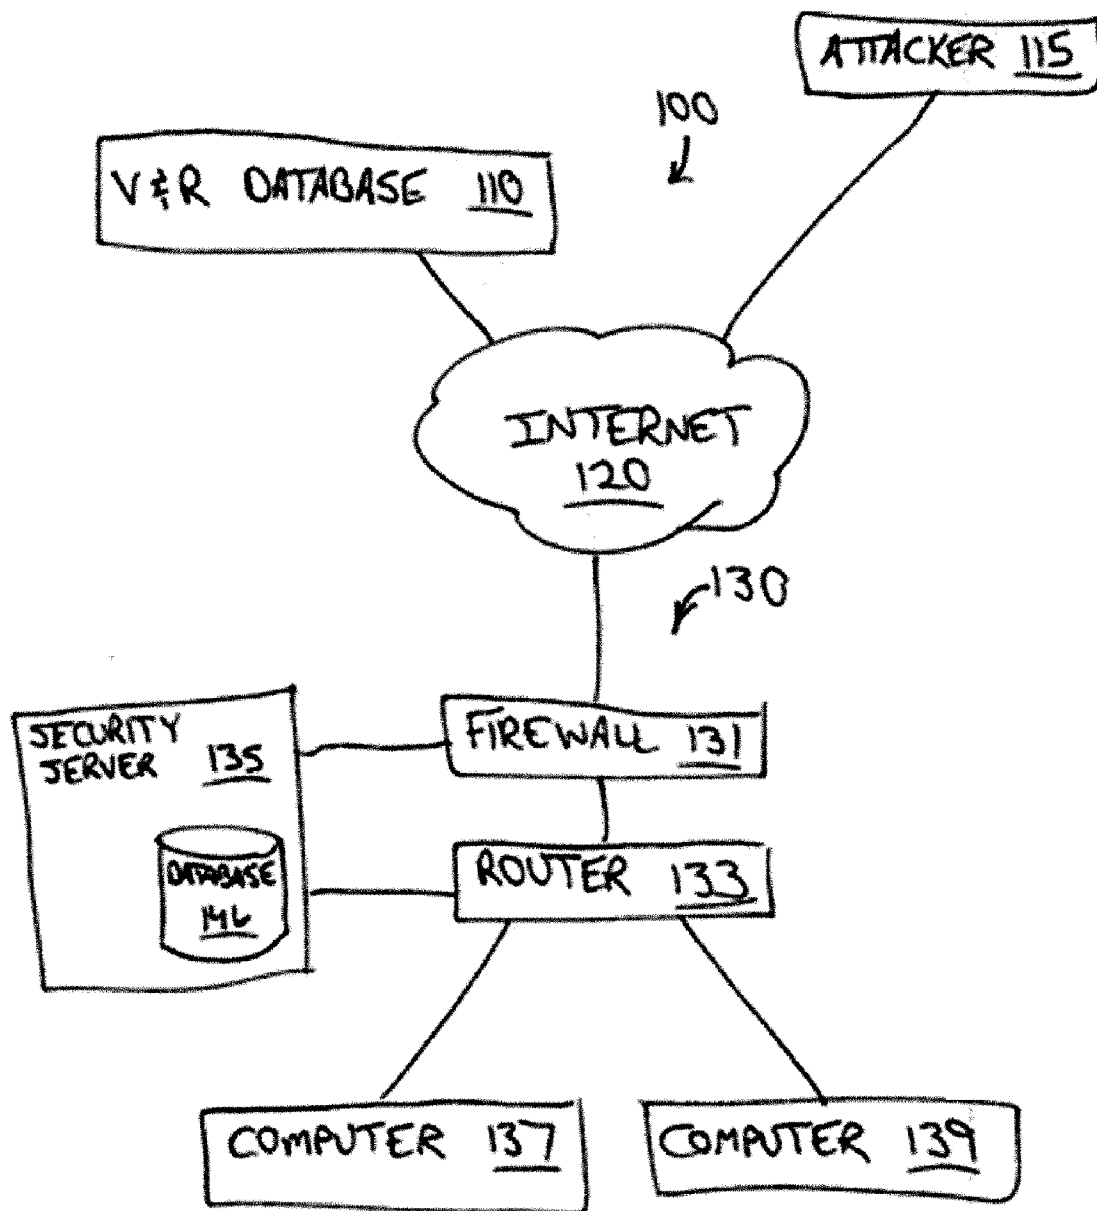 ATTACKER 115
100
V & R DATABASE 110
INTERNET
120
130
SECURITY
SERVER 135
FIREWALL 131
DATABASE
146
ROUTER 133
COMPUTER 137
COMPUTER 139